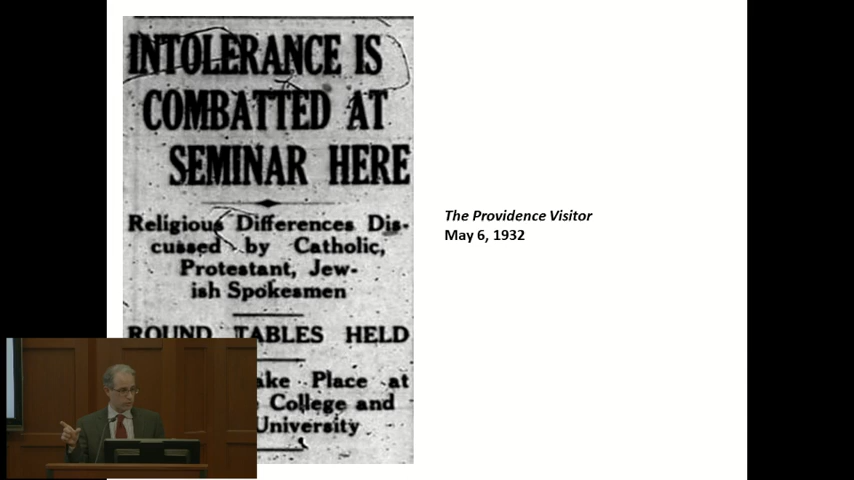 INTOLERANCE IS
COMBATTED AT
SEMINAR HERE
Religious Differences Dis-
cussed by Catholic,
Protestant, Jew-
ish Spokesmen
ROUND TABLES HELD
ake Place at
College and
University
The Providence Visitor
May 6, 1932